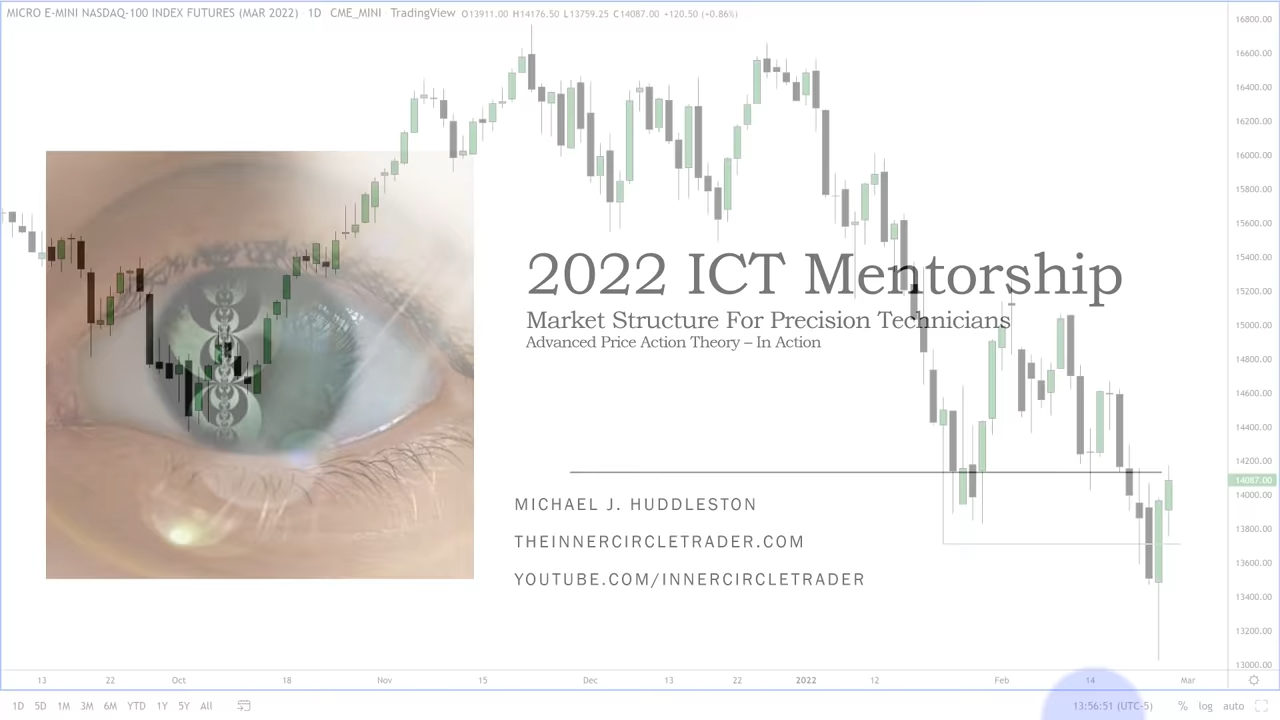 MICRO E-MINI NASDAQ-100 INDEX FUTURES (MAR 2022) 1D CME_MINI TradingView O13911.00 H14176.50 L13759.25 C14087.00 +120.50 (+0.86%)
16800.00
16600.00
16400.00
16200.00
16000.00
15800.00
15600.00
15400.00
15200.00
15000.00
14800.00
14600.00
14400.00
14200.00
14087.00
14000.00
13800.00
13600.00
13400.00
13200.00
13000.00
2022 ICT Mentorship
Market Structure For Precision Technicians
Advanced Price Action Theory – In Action
MICHAEL J. HUDDLESTON
THEINNERCIRCLETRADER.COM
YOUTUBE.COM/INNERCIRCLETRADER
13 22 Oct 18 Nov 15 Dec 13 22 2022 12 Feb 14 Mar
1D 5D 1M 3M 6M YTD 1Y 5Y All 13:56:51 (UTC-5) % log auto